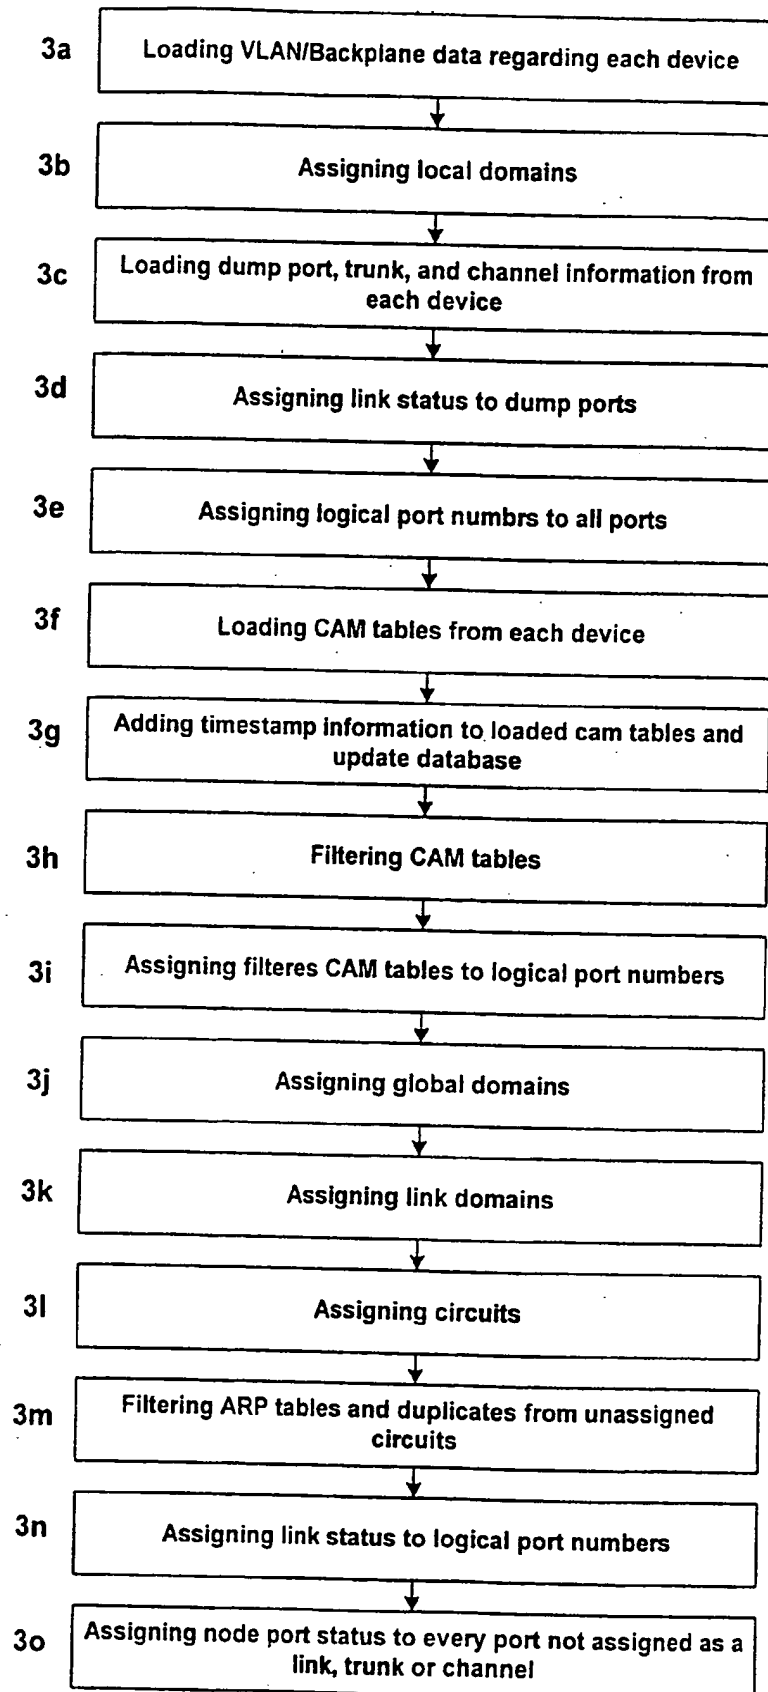 3a Loading VLAN/Backplane data regarding each device
3b Assigning local domains
3c Loading dump port, trunk, and channel information from
each device
3d Assigning link status to dump ports
3e Assigning logical port numbrs to all ports
3f Loading CAM tables from each device
3g Adding timestamp information to loaded cam tables and
update database
3h Filtering CAM tables
3i Assigning filteres CAM tables to logical port numbers
3j Assigning global domains
3k Assigning link domains
3l Assigning circuits
3m Filtering ARP tables and duplicates from unassigned
circuits
3n Assigning link status to logical port numbers
3o Assigning node port status to every port not assigned as a
link, trunk or channel